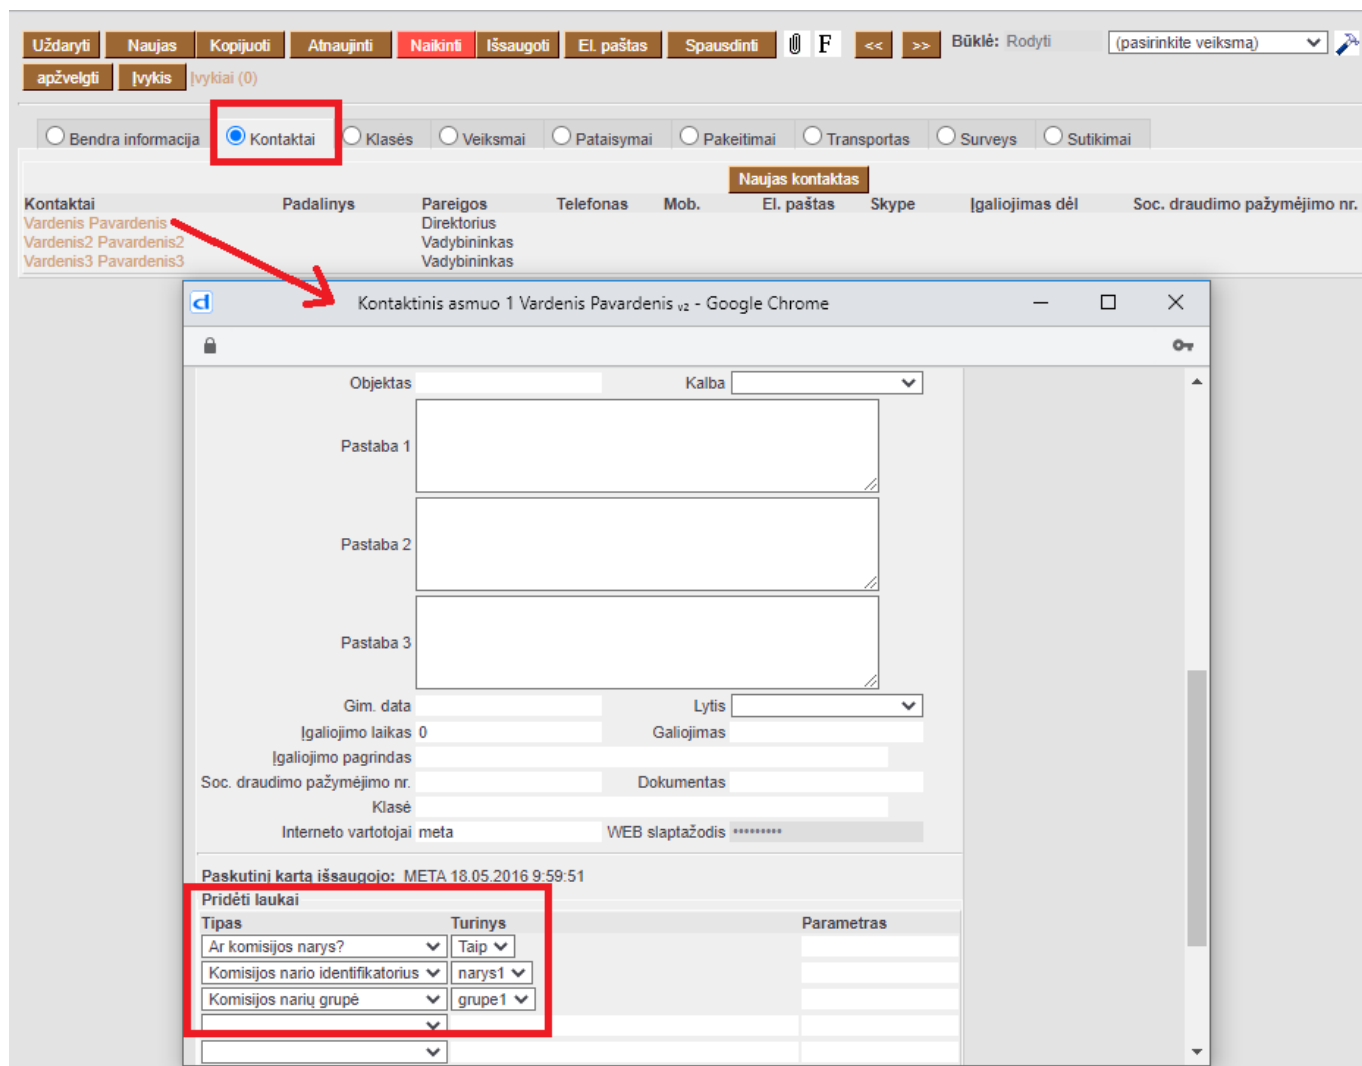 Uždaryti Naujas Kopijuoti Atnaujinti Naikinti Išsaugoti El. paštas Spausdinti F << >> Būklė: Rodyti (pasirinkite veiksmą)
apžvelgti Įvykis Įvykiai (0)
Bendra informacija Kontaktai Klasės Veiksmai Pataisymai Pakeitimai Transportas Surveys Sutikimai
Naujas kontaktas
Kontaktai Padalinys Pareigos Telefonas Mob. El. paštas Skype Įgaliojimas dėl Soc. draudimo pažymėjimo nr.
Vardenis Pavardenis Direktorius
Vardenis2 Pavardenis2 Vadybininkas
Vardenis3 Pavardenis3 Vadybininkas
Kontaktinis asmuo 1 Vardenis Pavardenis v2 - Google Chrome
Objektas Kalba
Pastaba 1
Pastaba 2
Pastaba 3
Gim. data Lytis
Įgaliojimo laikas 0 Galiojimas
Įgaliojimo pagrindas
Soc. draudimo pažymėjimo nr. Dokumentas
Klasė
Interneto vartotojai meta WEB slaptažodis •••••••••
Paskutinį kartą išsaugojo: META 18.05.2016 9:59:51
Pridėti laukai
Tipas Turinys Parametras
Ar komisijos narys? Taip
Komisijos nario identifikatorius narys1
Komisijos narių grupė grupe1